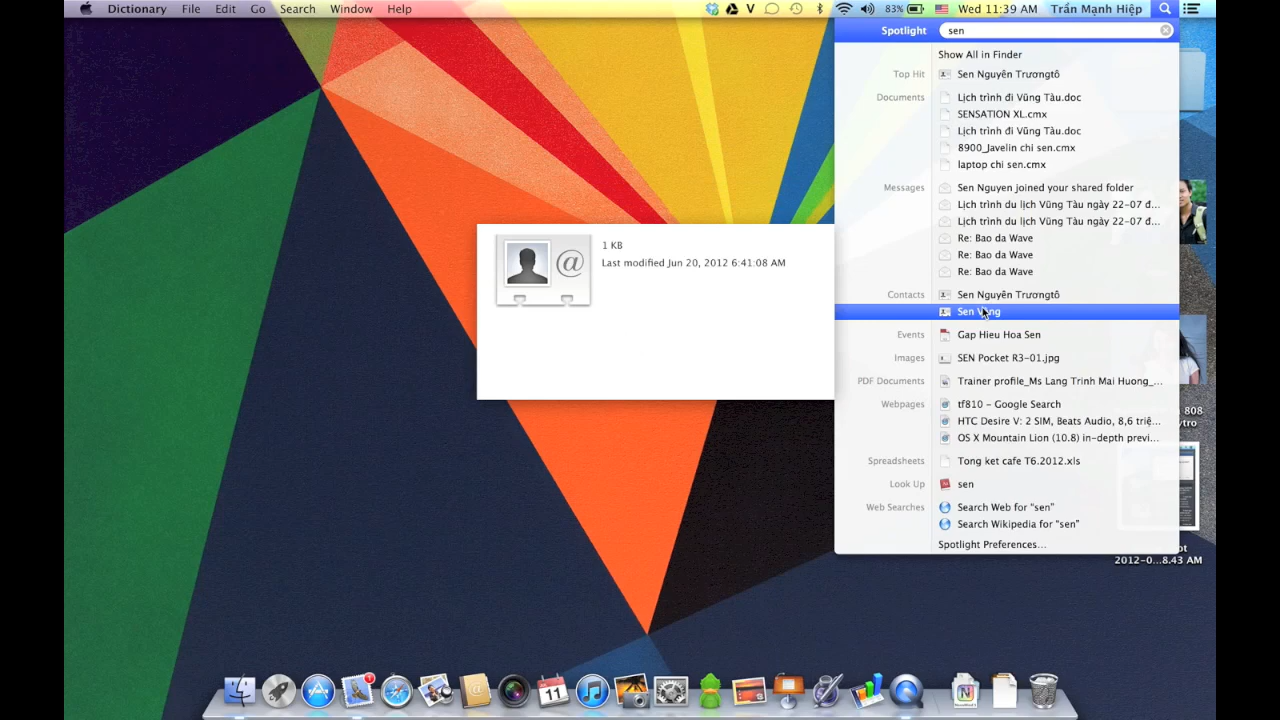 Dictionary File Edit Go Search Window Help
V 83% Wed 11:39 AM Trần Mạnh Hiệp
Spotlight sen
Show All in Finder
Top Hit Sen Nguyên Trươngtô
Documents Lịch trình đi Vũng Tàu.doc
SENSATION XL.cmx
Lịch trình đi Vũng Tàu.doc
8900_Javelin chi sen.cmx
laptop chi sen.cmx
Messages Sen Nguyen joined your shared folder
Lịch trình du lịch Vũng Tàu ngày 22-07 đ...
Lịch trình du lịch Vũng Tàu ngày 22-07 đ...
Re: Bao da Wave
Re: Bao da Wave
Re: Bao da Wave
Contacts Sen Nguyên Trươngtô
Sen
Events Gap Hieu Hoa Sen
Images SEN Pocket R3-01.jpg
PDF Documents Trainer profile_Ms Lang Trinh Mai Huong_...
Webpages tf810 – Google Search
HTC Desire V: 2 SIM, Beats Audio, 8,6 triệ...
OS X Mountain Lion (10.8) in-depth previ...
Spreadsheets Tong ket cafe T6.2012.xls
Look Up sen
Web Searches Search Web for "sen"
Search Wikipedia for "sen"
Spotlight Preferences...
1 KB
Last modified Jun 20, 2012 6:41:08 AM
@
808
2012-0...8.43 AM
1
@
11
N